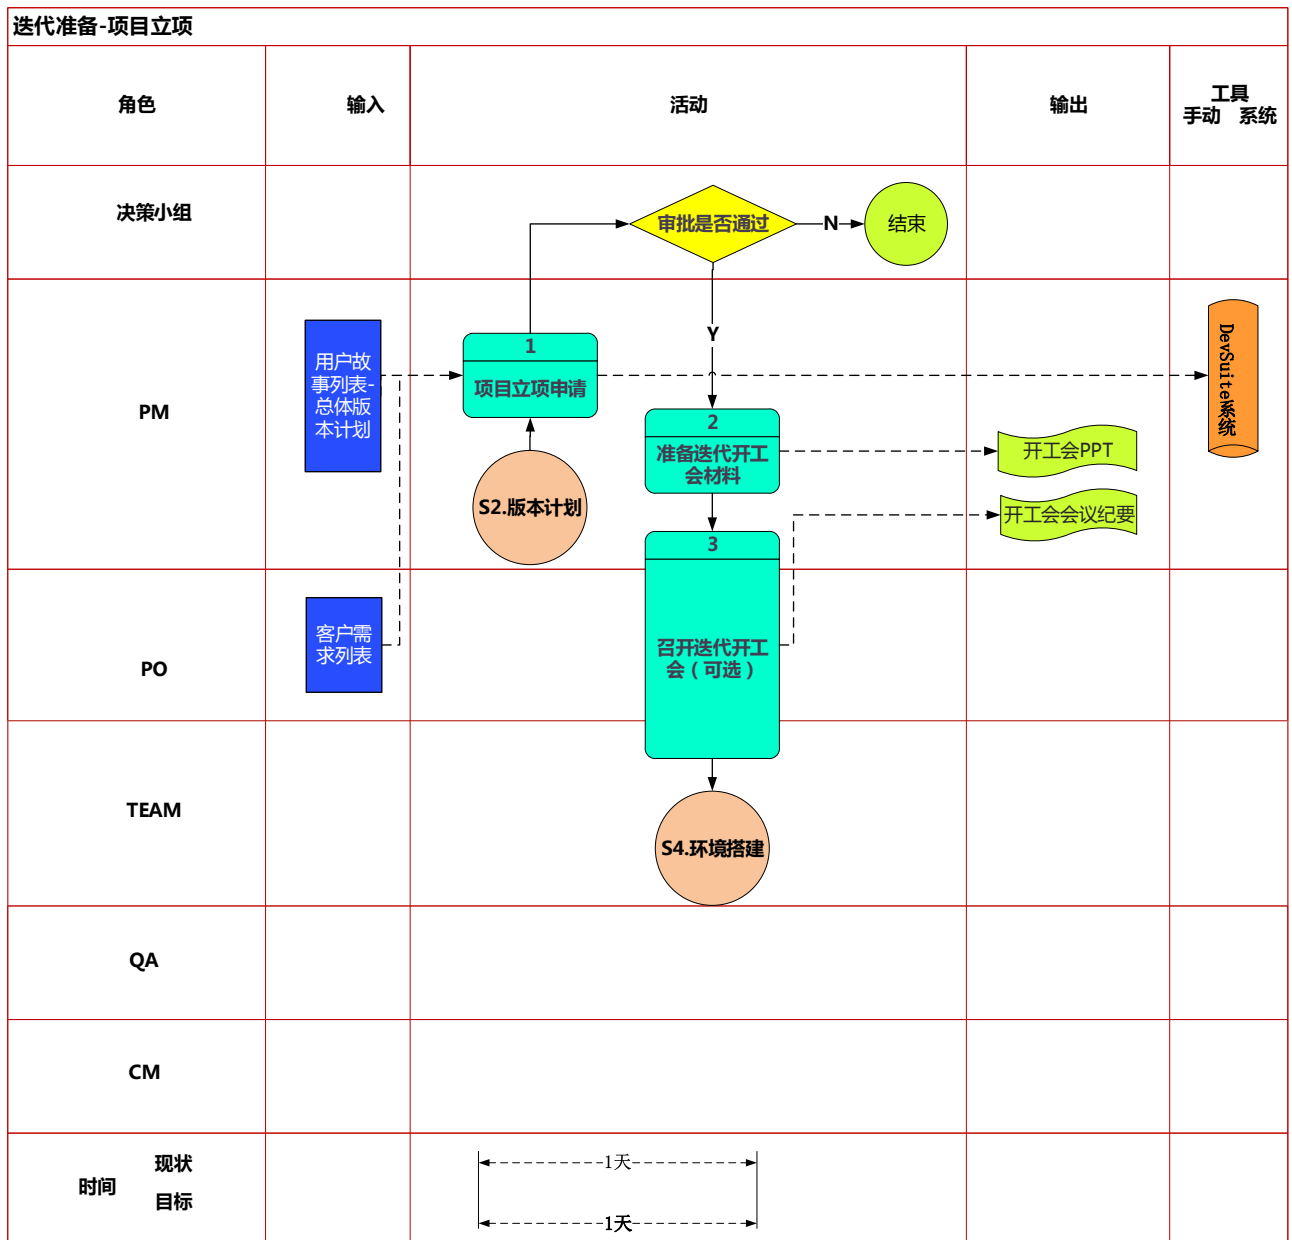 迭代准备-项目立项
角色
输入
活动
输出
工具
手动 系统
决策小组
审批是否通过
N
结束
PM
用户故
事列表-
总体版
本计划
1
项目立项申请
Y
DevSuite系统
2
准备迭代开工
会材料
开工会PPT
S2.版本计划
开工会会议纪要
3
召开迭代开工
会（可选）
PO
客户需
求列表
TEAM
S4.环境搭建
QA
CM
时间
现状
1天
目标
1天